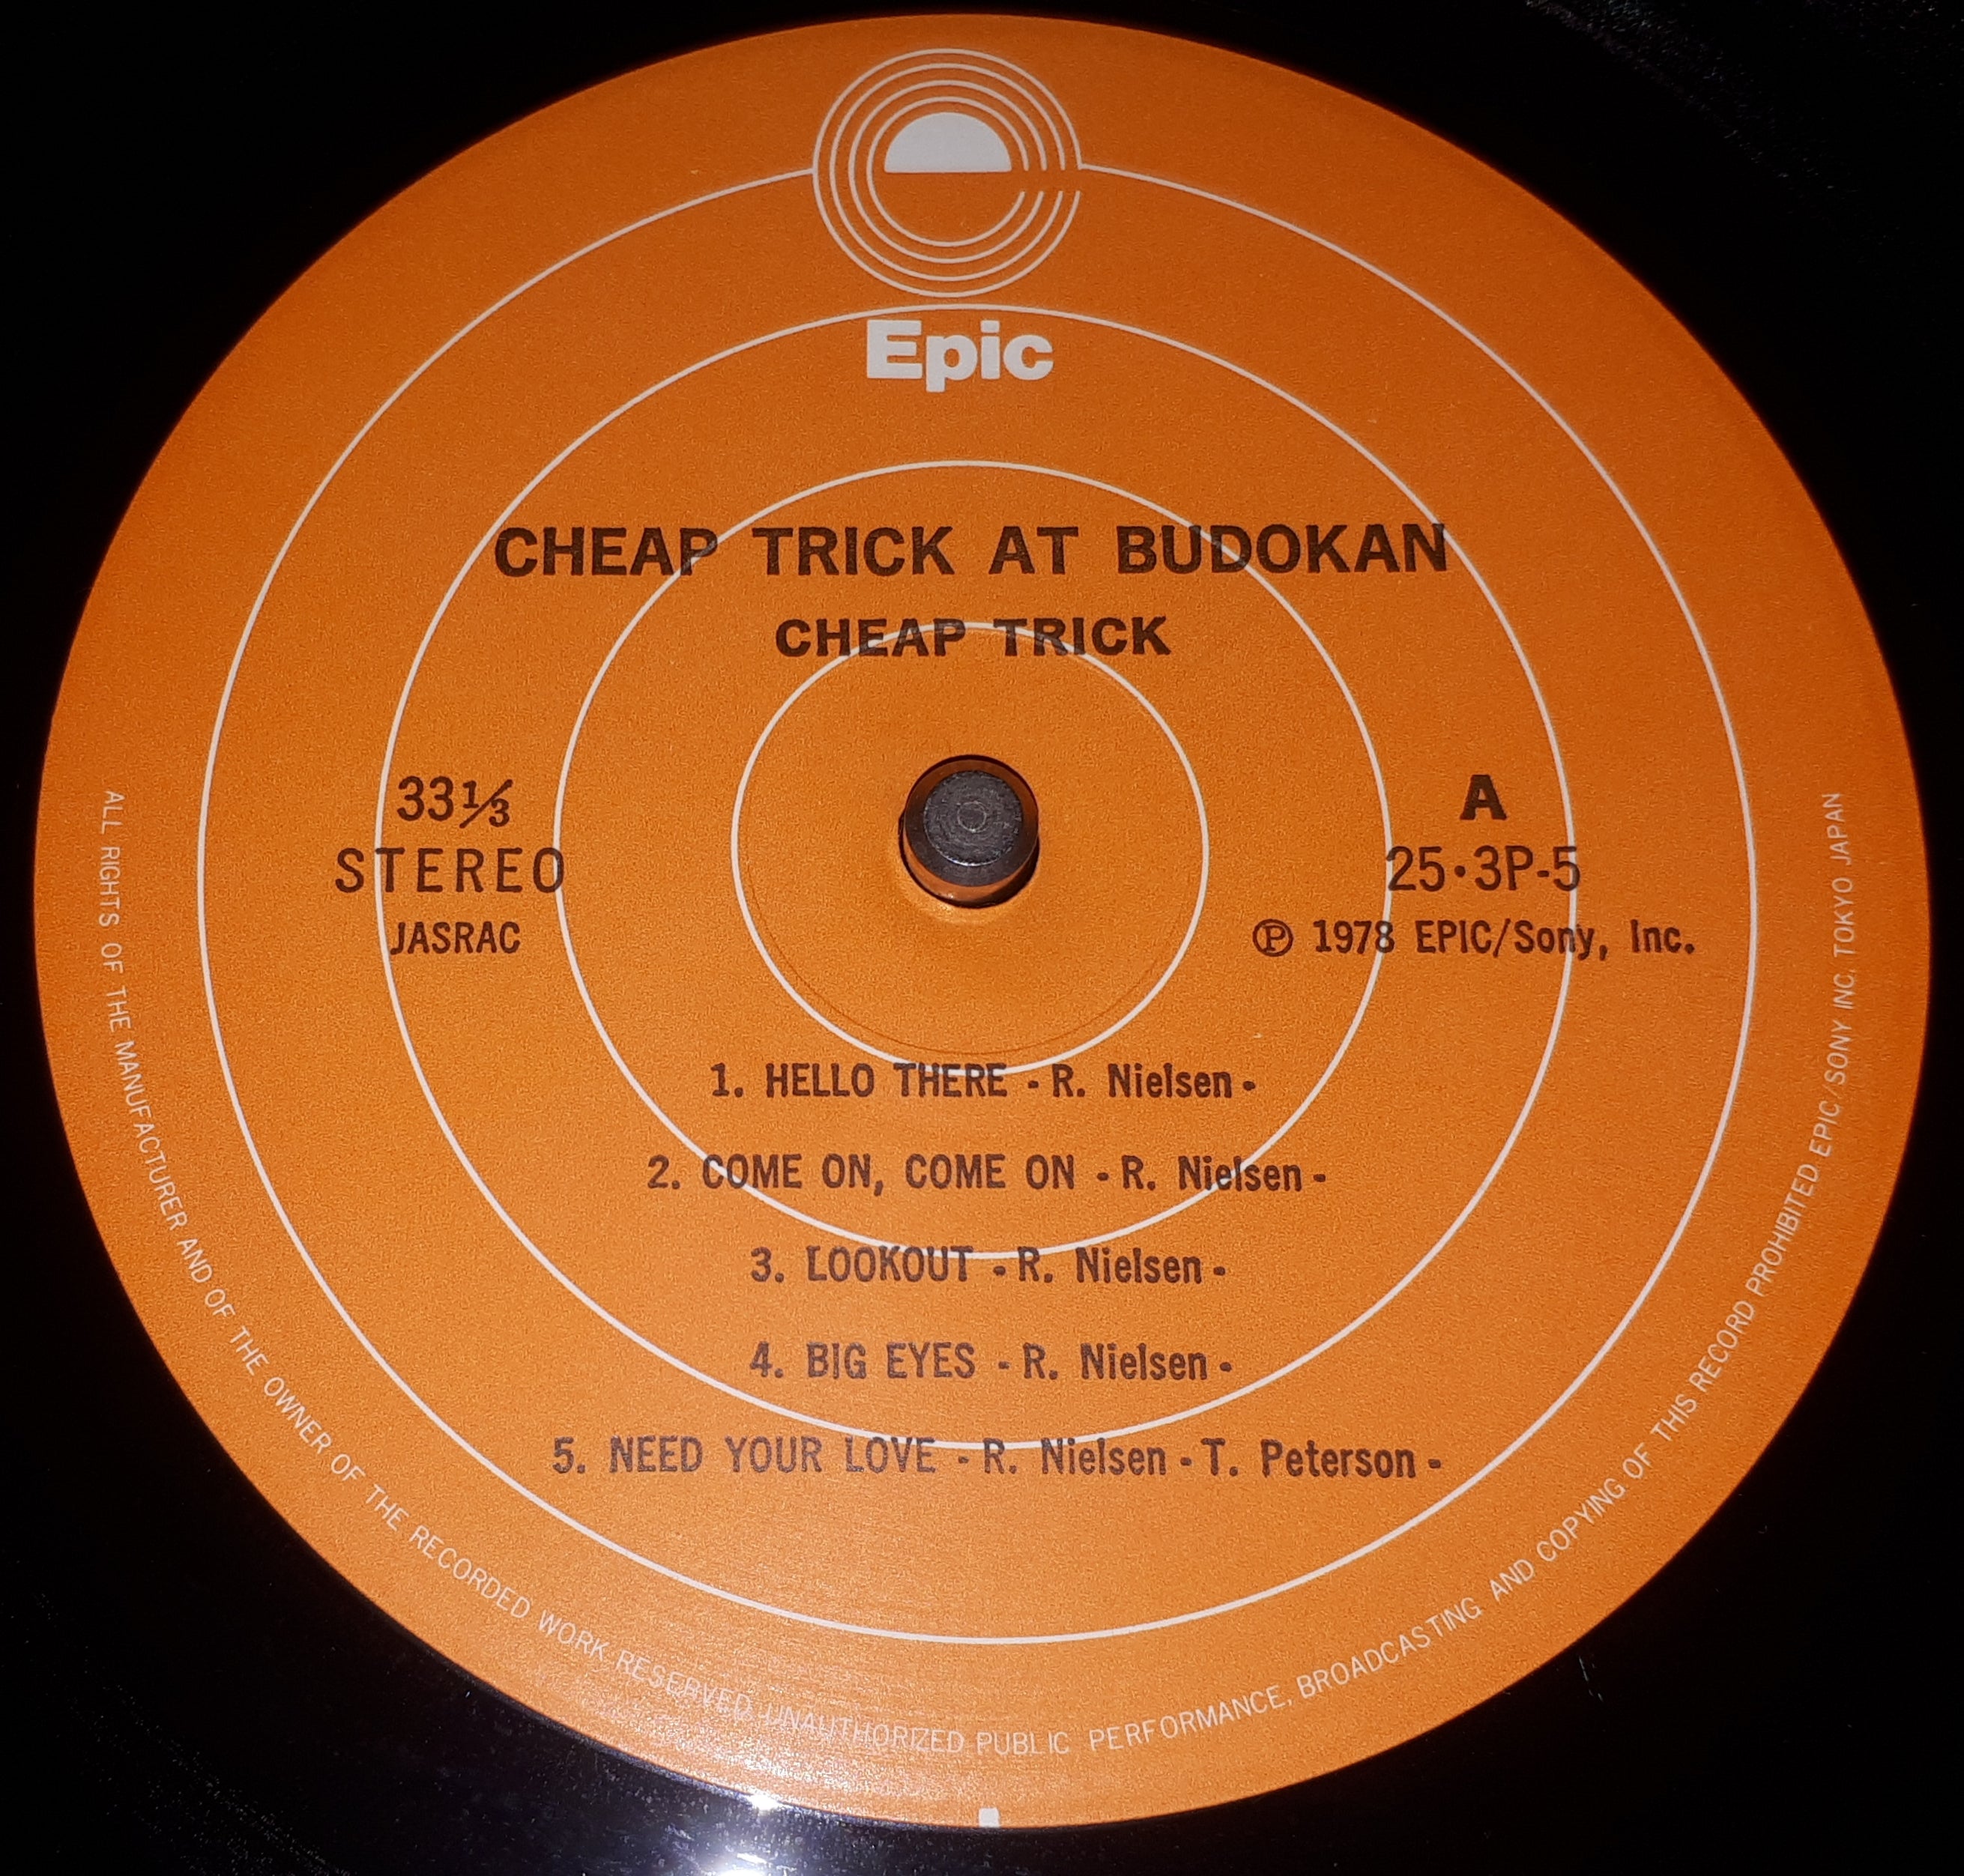 Epic
CHEAP TRICK AT BUDOKAN
CHEAP TRICK
33⅓
STEREO
JASRAC
A
25・3P-5
℗ 1978 EPIC/Sony, Inc.
1. HELLO THERE - R. Nielsen -
2. COME ON, COME ON - R. Nielsen -
3. LOOKOUT - R. Nielsen -
4. BIG EYES - R. Nielsen -
5. NEED YOUR LOVE - R. Nielsen - T. Peterson -
ALL RIGHTS OF THE MANUFACTURER AND OF THE OWNER OF THE RECORDED WORK RESERVED UNAUTHORIZED PUBLIC PERFORMANCE, BROADCASTING AND COPYING OF THIS RECORD PROHIBITED EPIC/SONY INC. TOKYO JAPAN